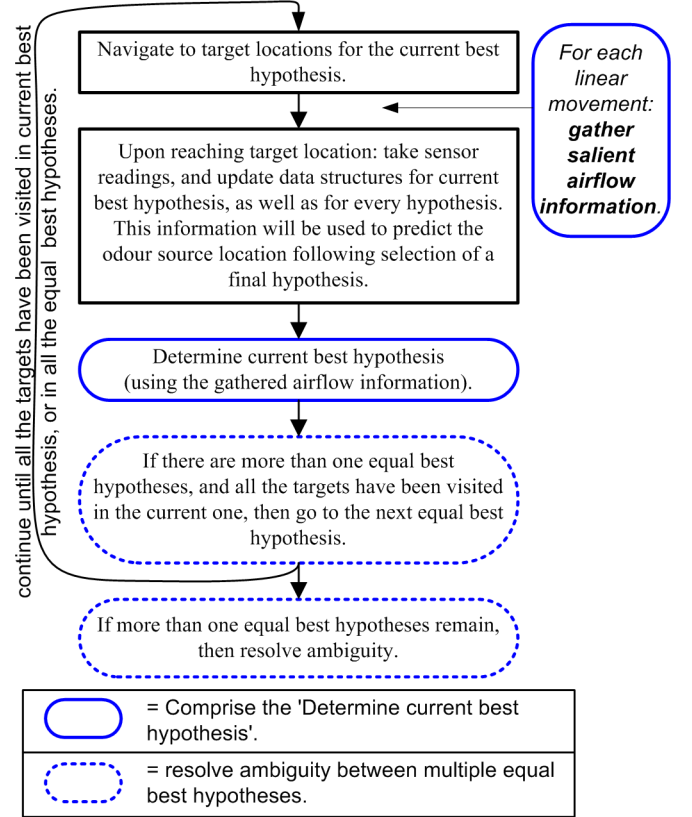 continue until all the targets have been visited in current best
hypothesis, or in all the equal  best hypotheses.
Navigate to target locations for the current best
hypothesis.
For each
linear
movement:
gather
salient
airflow
information.
Upon reaching target location: take sensor
readings, and update data structures for current
best hypothesis, as well as for every hypothesis.
This information will be used to predict the
odour source location following selection of a
final hypothesis.
Determine current best hypothesis
(using the gathered airflow information).
If there are more than one equal best
hypotheses, and all the targets have been visited
in the current one, then go to the next equal best
hypothesis.
If more than one equal best hypotheses remain,
then resolve ambiguity.
= Comprise the 'Determine current best
hypothesis'.
= resolve ambiguity between multiple equal
best hypotheses.